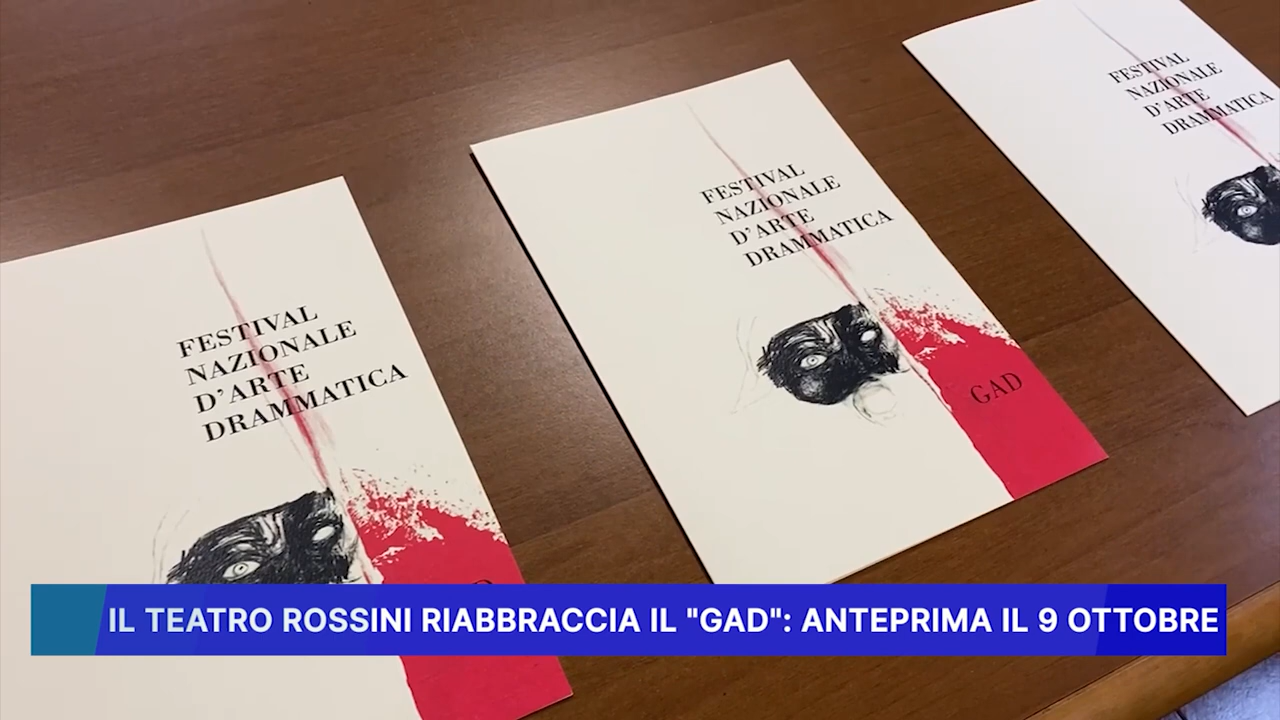 FESTIVAL
NAZIONALE
D'ARTE
DRAMMATICA
FESTIVAL
NAZIONALE
D'ARTE
DRAMMATICA
GAD
FESTIVAL
NAZIONALE
D'ARTE
DRAMMATICA
IL TEATRO ROSSINI RIABBRACCIA IL "GAD": ANTEPRIMA IL 9 OTTOBRE